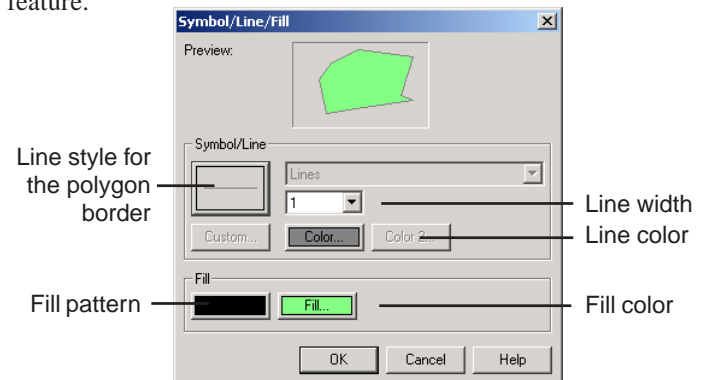 feature.
Symbol/Line/Fill
Preview:
Symbol/Line
Line style for
the polygon
border
Lines
1
Line width
Custom...
Color...
Color 2...
Line color
Fill
Fill pattern
Fill...
Fill color
OK
Cancel
Help